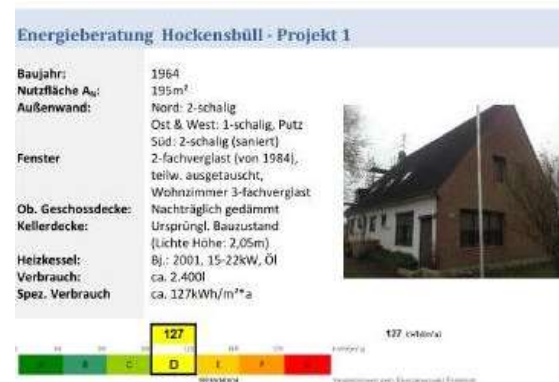 Energieberatung Hockensbüll - Projekt 1
Baujahr: 1964
Nutzfläche AN: 195m²
Außenwand: Nord: 2-schalig
Ost & West: 1-schalig, Putz
Süd: 2-schalig (saniert)
Fenster 2-fachverglast (von 1984),
teilw. ausgetauscht,
Wohnzimmer 3-fachverglast
Ob. Geschossdecke: Nachträglich gedämmt
Kellerdecke: Ursprüngl. Bauzustand
(Lichte Höhe: 2,05m)
Heizkessel: Bj.: 2001, 15-22kW, Öl
Verbrauch: ca. 2.400l
Spez. Verbrauch ca. 127kWh/m²*a
127
127
C D E